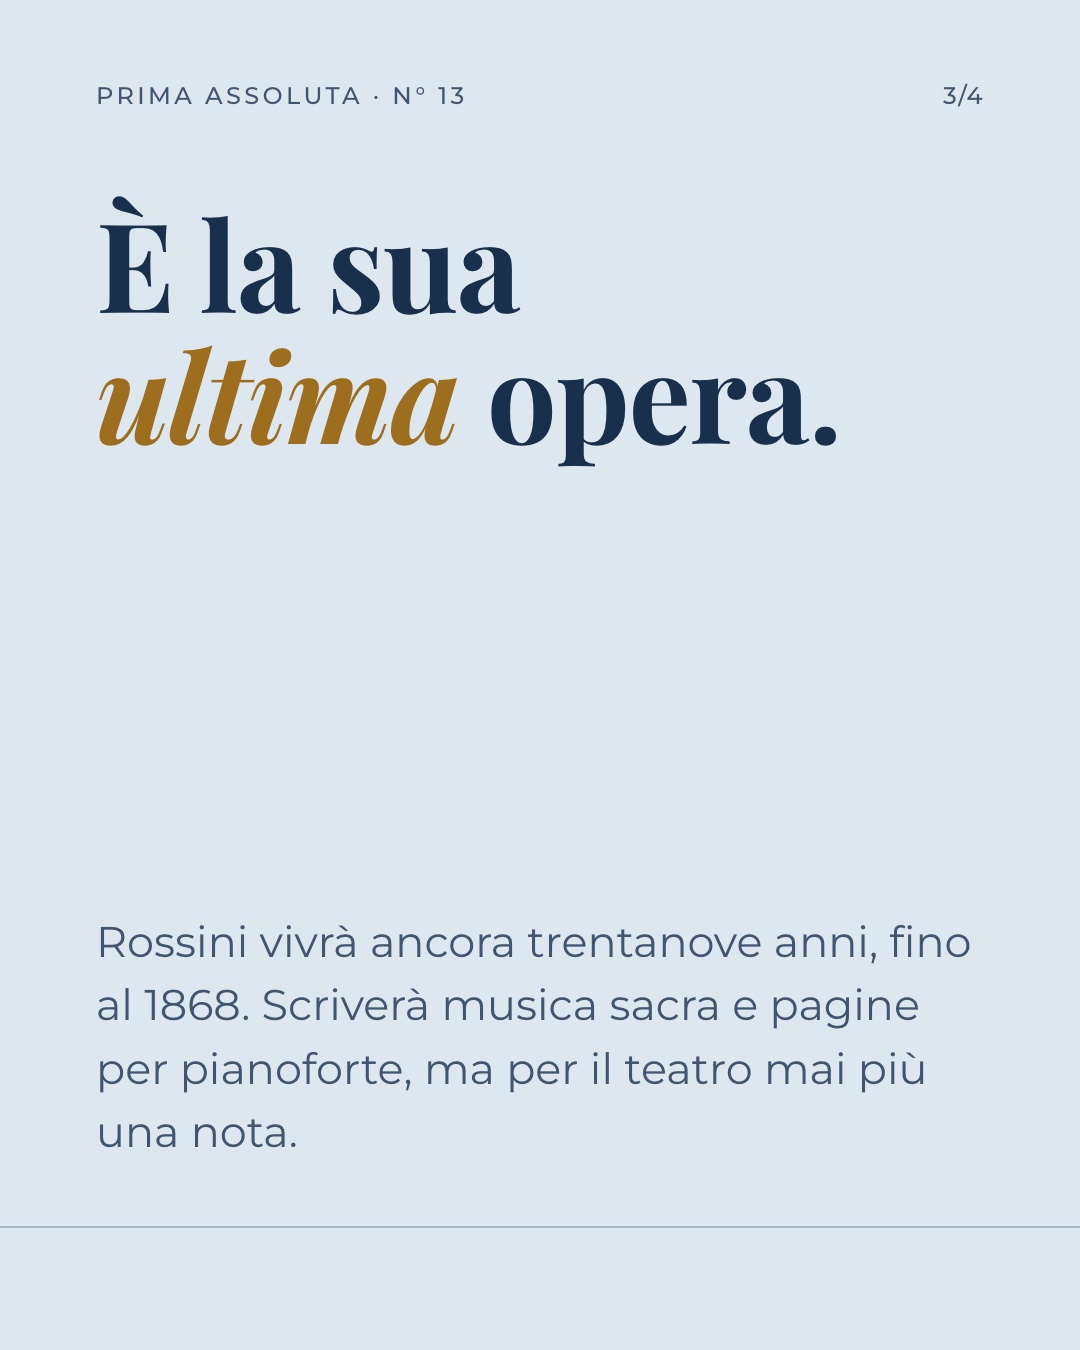 PRIMA ASSOLUTA · N° 13
3/4
È la sua
ultima opera.
Rossini vivrà ancora trentanove anni, fino
al 1868. Scriverà musica sacra e pagine
per pianoforte, ma per il teatro mai più
una nota.